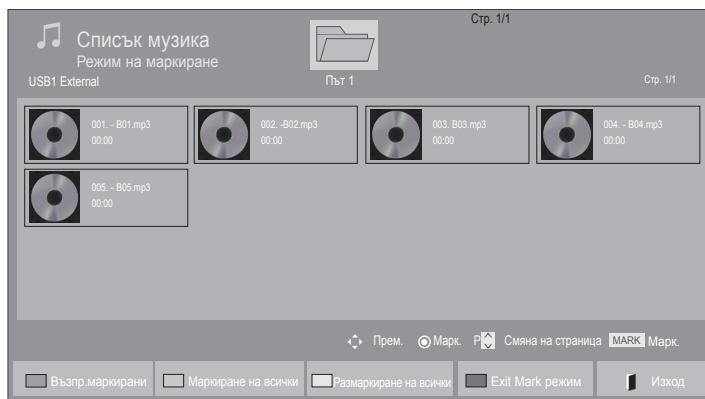 Стр. 1/1
Списък музика
Режим на маркиране
USB1 External
Път 1
Стр. 1/1
001. - B01.mp3
00:00
002. -B02.mp3
00:00
003. B03.mp3
00:00
004. - B04.mp3
00:00
005. - B05.mp3
00:00
Прем. Марк. P Смяна на страница MARK Марк.
Възпр.маркирани Маркиране на всички Размаркиране на всички Exit Mark режим Изход